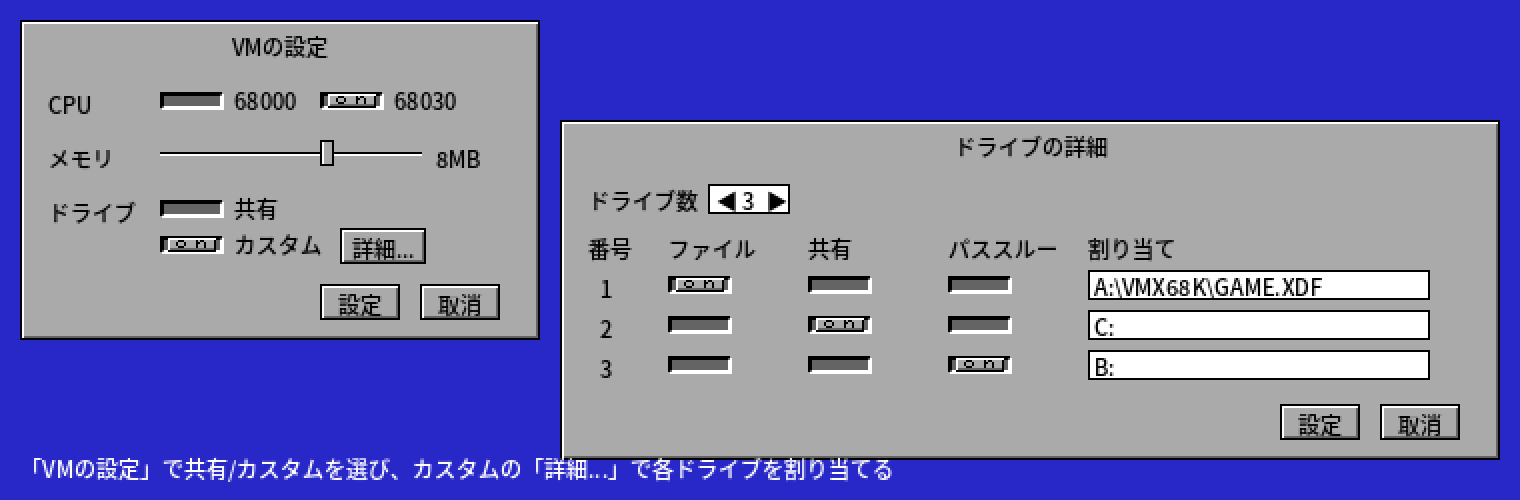 VMの設定
CPU on 68000 on 68030
メモリ 8MB
ドライブ 共有
on カスタム 詳細...
設定 取消
ドライブの詳細
ドライブ数 ◀3 ▶
番号 ファイル 共有 パススルー 割り当て
1 on A:\VMX68K\GAME.XDF
2 on C:
3 on B:
設定 取消
「VMの設定」で共有/カスタムを選び、カスタムの「詳細...」で各ドライブを割り当てる